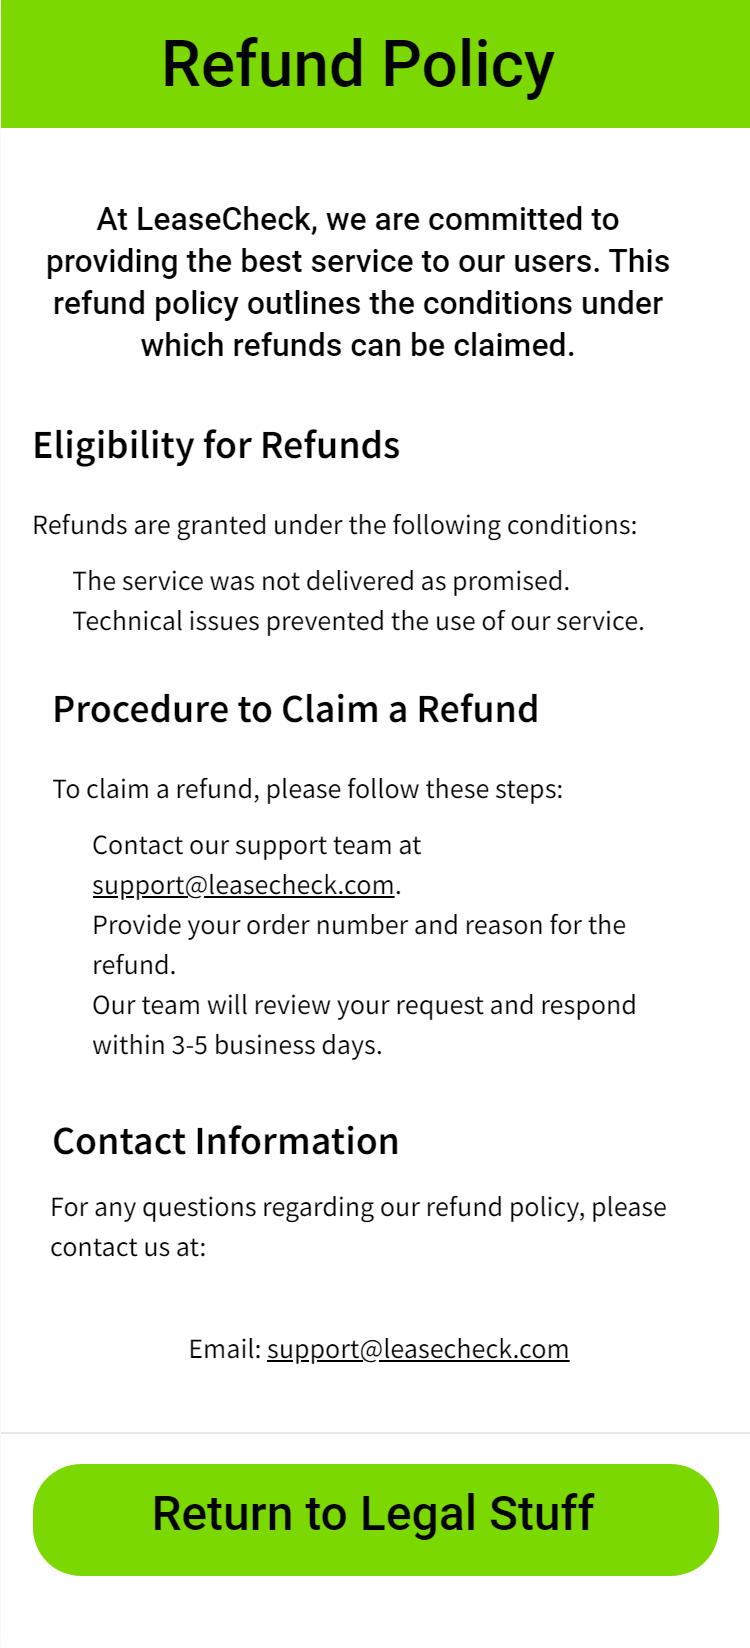 Refund Policy
At LeaseCheck, we are committed to
providing the best service to our users. This
refund policy outlines the conditions under
which refunds can be claimed.
Eligibility for Refunds
Refunds are granted under the following conditions:
The service was not delivered as promised.
Technical issues prevented the use of our service.
Procedure to Claim a Refund
To claim a refund, please follow these steps:
Contact our support team at
support@leasecheck.com.
Provide your order number and reason for the
refund.
Our team will review your request and respond
within 3-5 business days.
Contact Information
For any questions regarding our refund policy, please
contact us at:
Email: support@leasecheck.com
Return to Legal Stuff